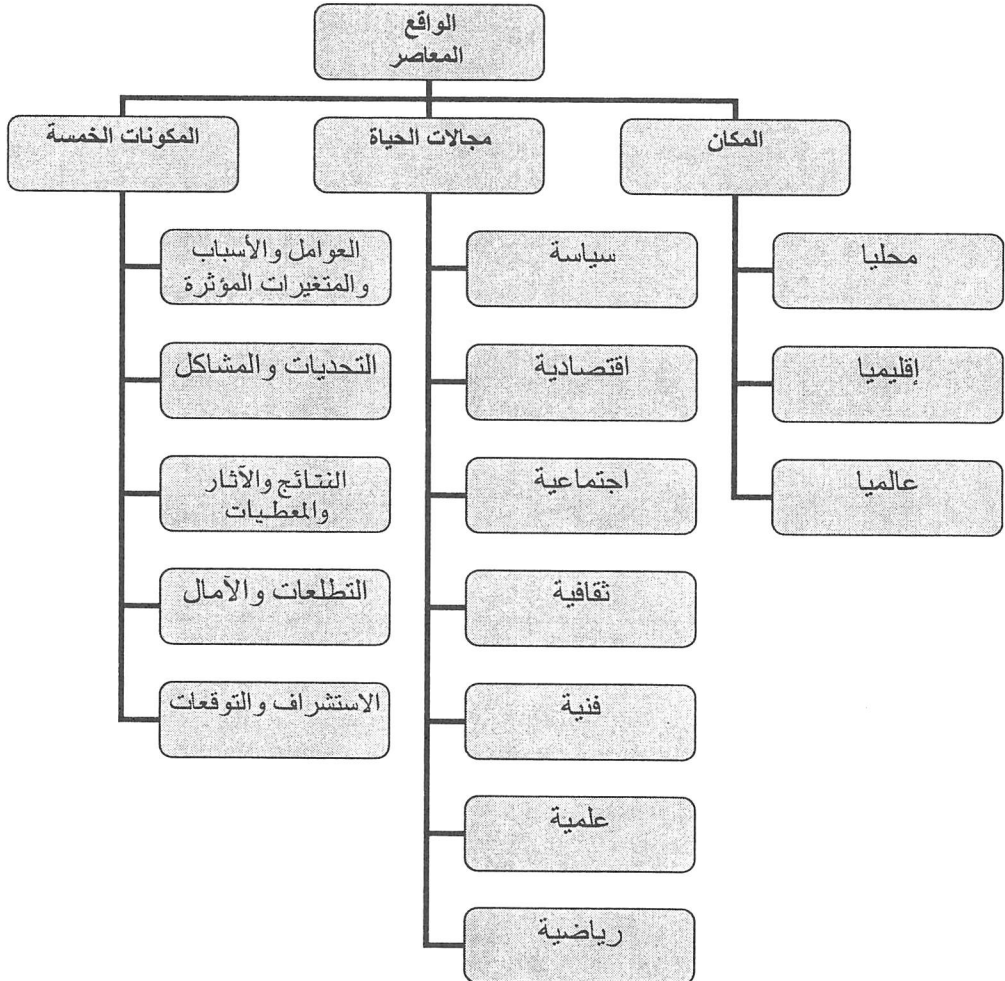 الواقع
المعاصر
المكان
محليا
إقليميا
عالميا
مجالات الحياة
سياسة
اقتصادية
اجتماعية
ثقافية
فنية
علمية
رياضية
المكونات الخمسة
العوامل والأسباب
والمتغيرات المؤثرة
التحديات والمشاكل
النتائج والآثار
والمعطيات
التطلعات والآمال
الاستشراف والتوقعات